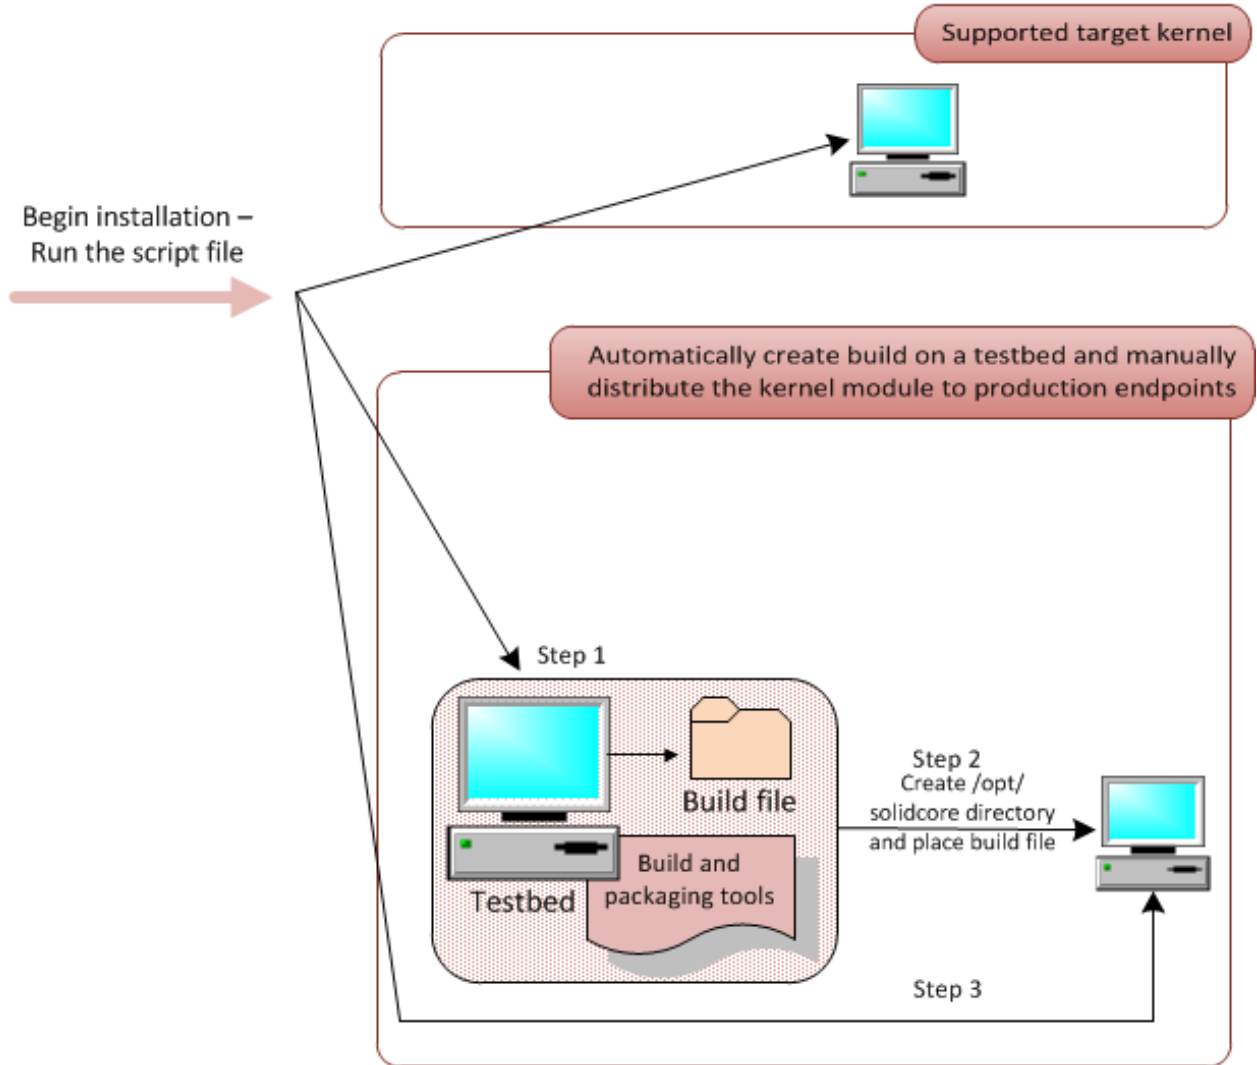 Supported target kernel
Begin installation –
Run the script file
Automatically create build on a testbed and manually
distribute the kernel module to production endpoints
Step 1
Build file
Testbed
Build and
packaging tools
Step 2
Create /opt/
solidcore directory
and place build file
Step 3